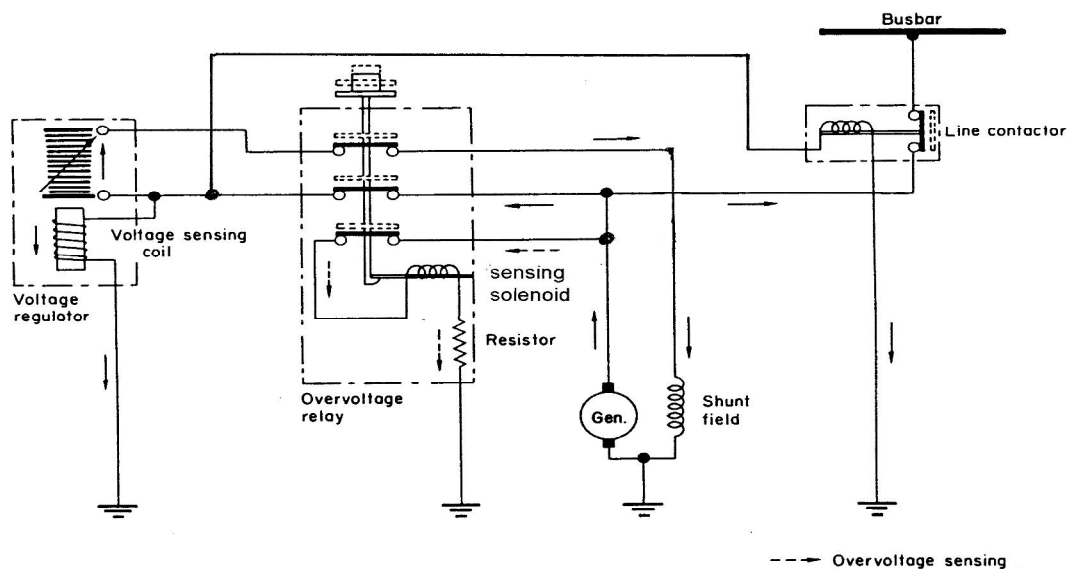 Busbar
Line contactor
Voltage sensing
coil
sensing
solenoid
Voltage
regulator
Resistor
Overvoltage
relay
Gen.
Shunt
field
Overvoltage sensing